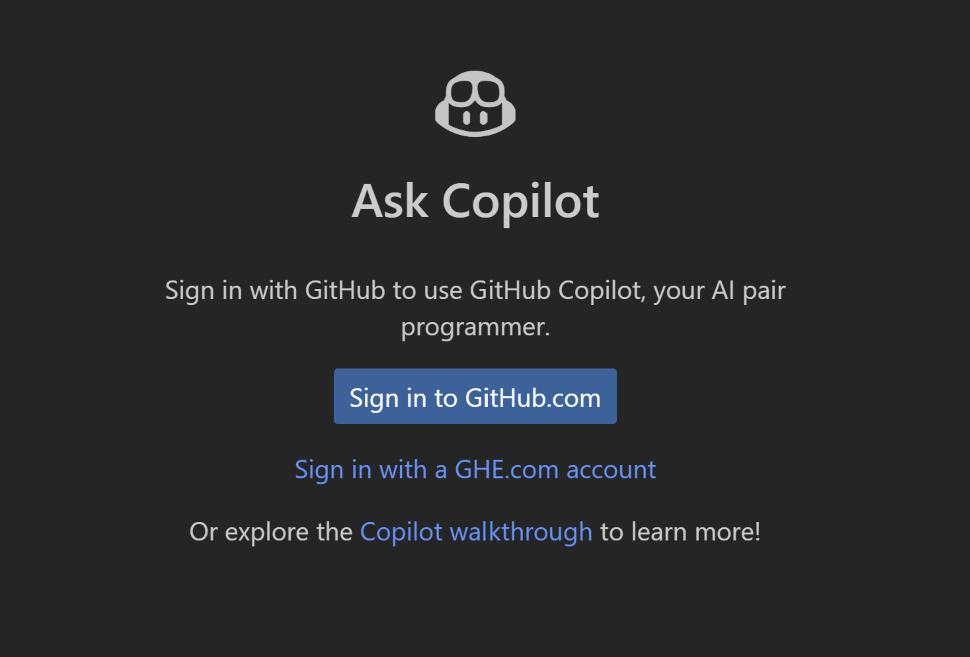 Ask Copilot
Sign in with GitHub to use GitHub Copilot, your AI pair
programmer.
Sign in to GitHub.com
Sign in with a GHE.com account
Or explore the Copilot walkthrough to learn more!